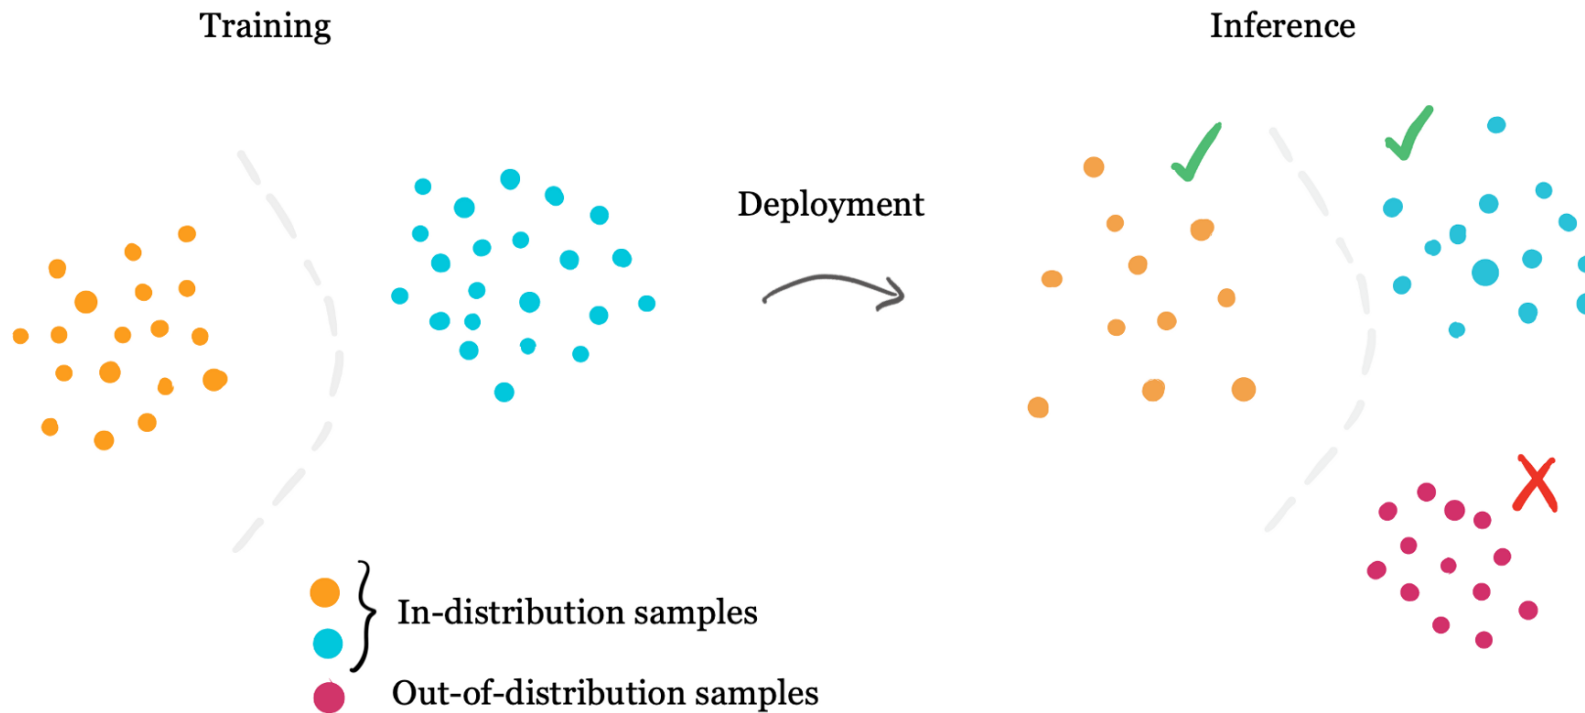 Training
Inference
Deployment
In-distribution samples
Out-of-distribution samples